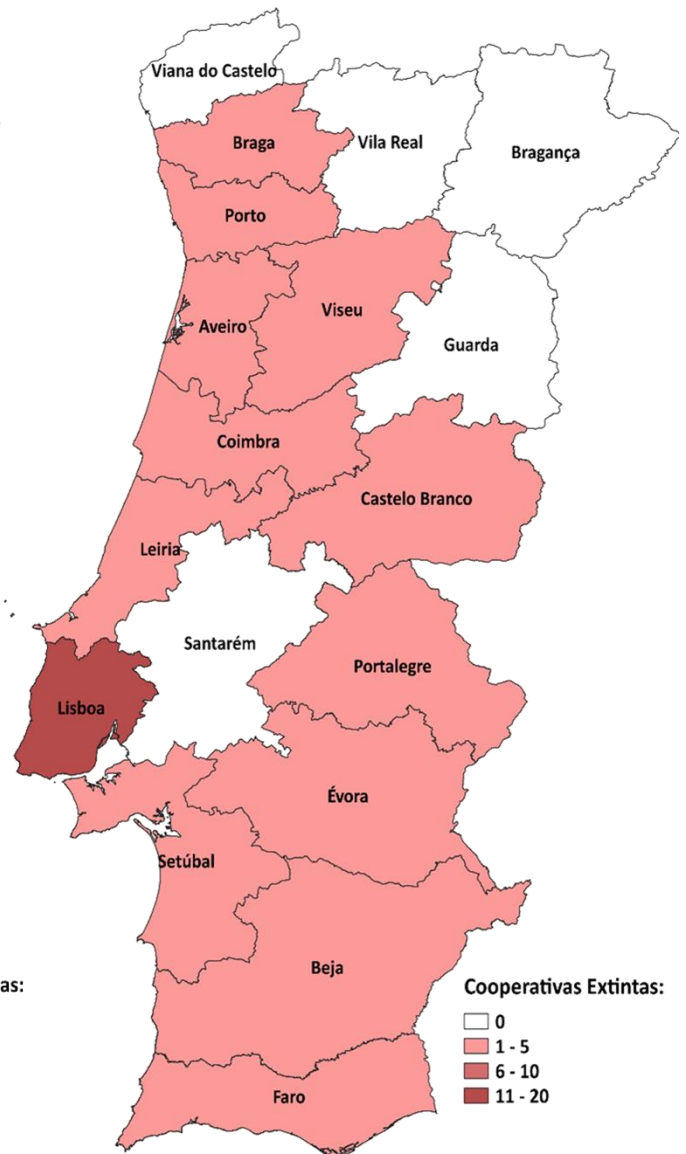 Viana do Castelo
Braga
Vila Real
Bragança
Porto
Viseu
Aveiro
Guarda
Coimbra
Castelo Branco
Leiria
Santarém
Portalegre
Lisboa
Évora
Setúbal
Beja
as:
Cooperativas Extintas:
0
1 - 5
6 - 10
11 - 20
Faro